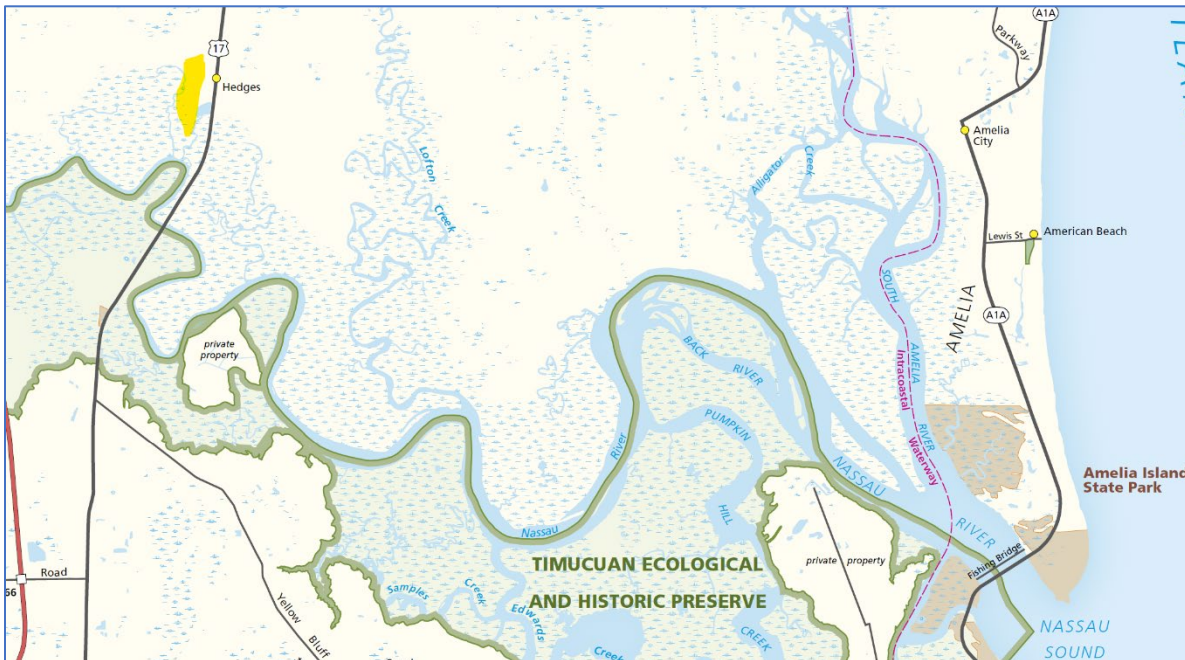 A1A
17
Parkway
Hedges
Amelia
City
Lofton
Creek
Alligator
Creek
Lewis St
American Beach
SOUTH
AMELIA
RIVER
Intracoastal
Waterway
AMELIA
A1A
private
property
BACK
RIVER
PUMPKIN
HILL
CREEK
River
Nassau
NASSAU
RIVER
Amelia Island
State Park
Fishing Bridge
TIMUCUAN ECOLOGICAL
AND HISTORIC PRESERVE
private property
Road
Yellow
Bluff
Samples
Creek
Edwards
Creek
NASSAU
SOUND